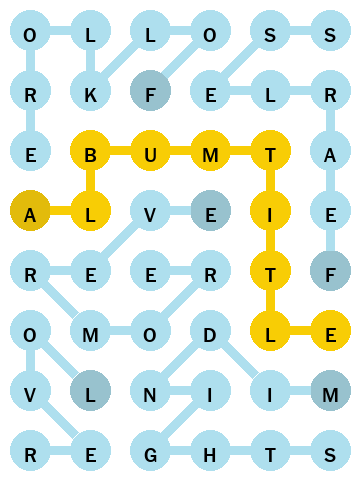 O L L O S S
R K F E L R
E B U M T A
A L V E I E
R E E R T F
O M O D L E
V L N I I M
R E G H T S